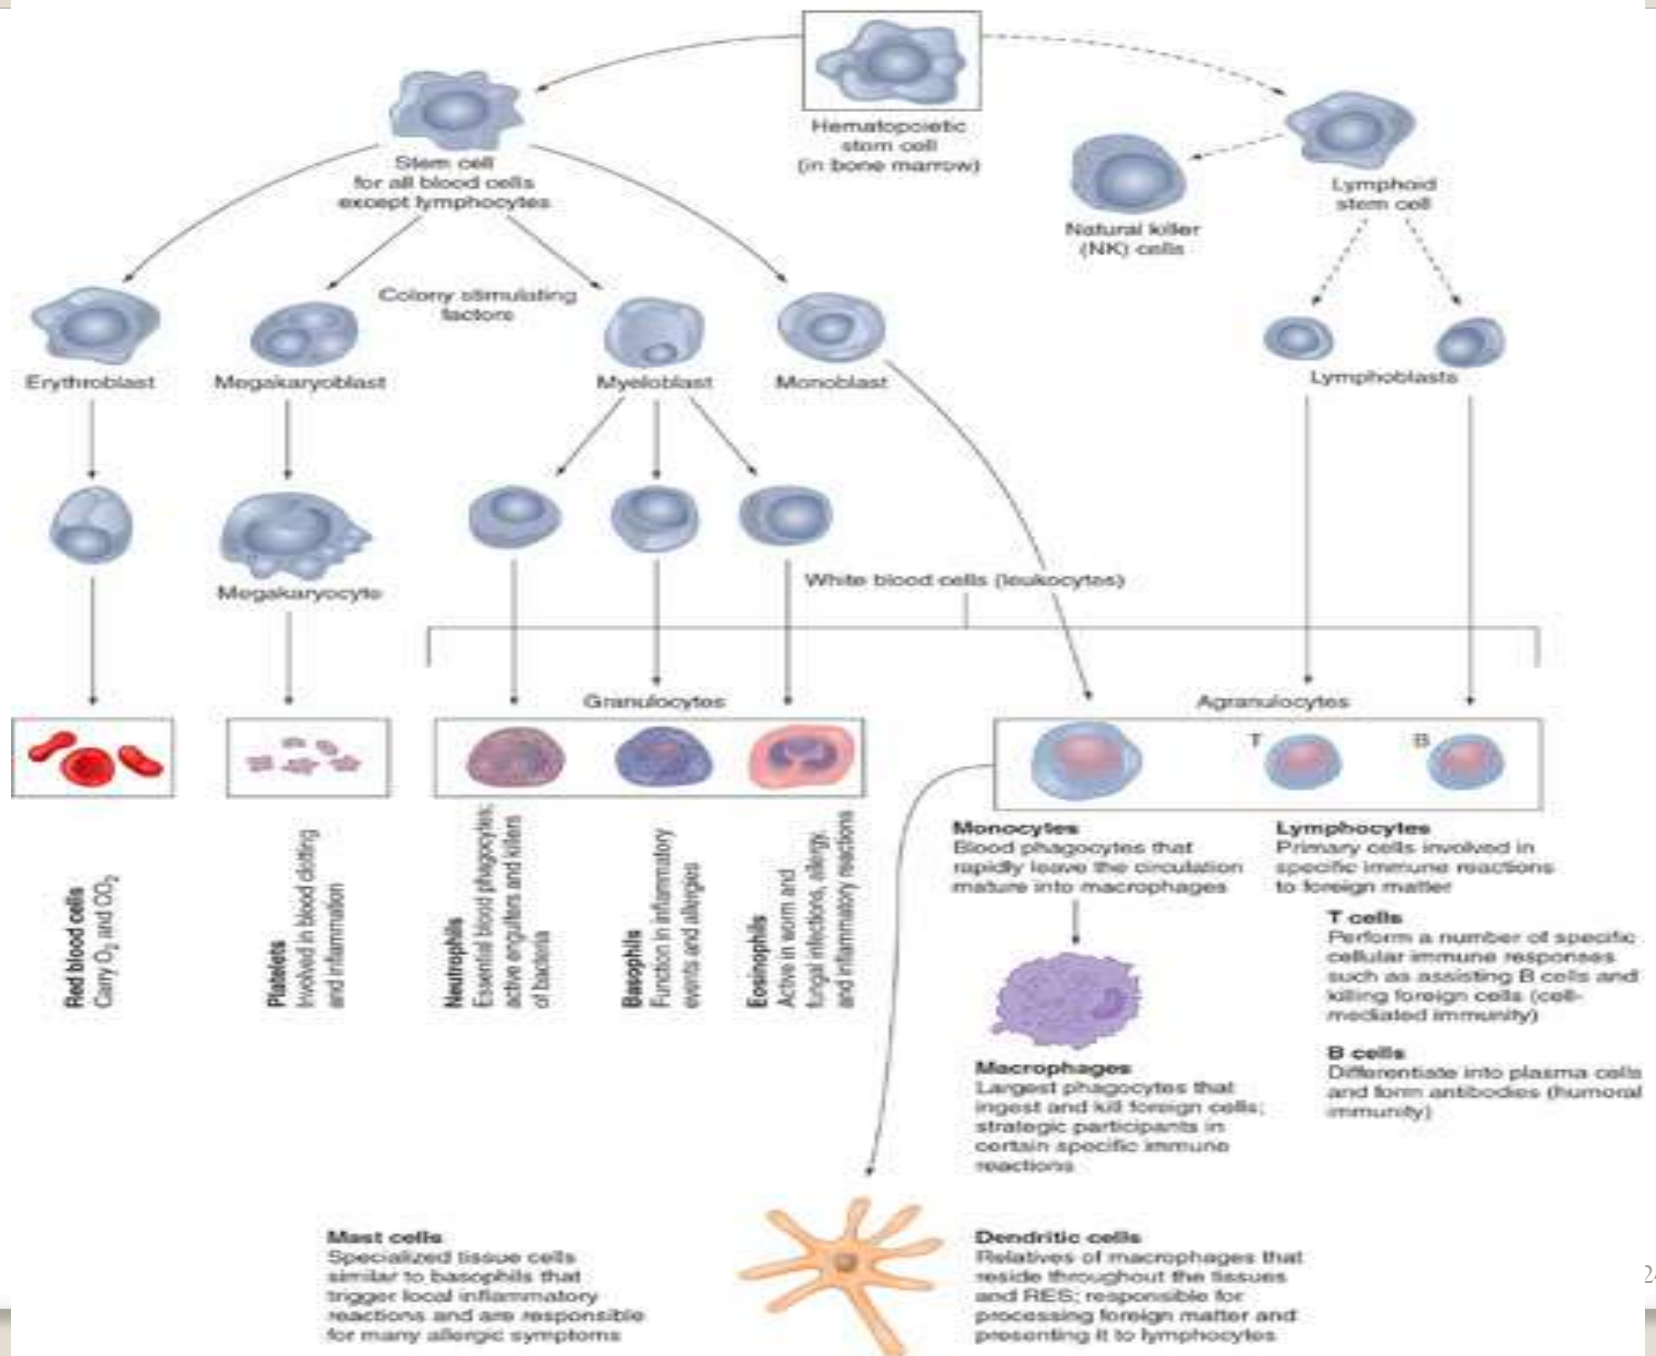 Hematopoietic
stem cell
(in bone marrow)
Stem cell
for all blood cells
except lymphocytes
Natural killer
(NK) cells
Lymphoid
stem cell
Colony stimulating
factors
Erythroblast
Megakaryoblast
Myeloblast
Monoblast
Lymphoblasts
Megakaryocyte
White blood cells (leukocytes)
Granulocytes
Agranulocytes
T
B
Red blood cells
Carry O₂ and CO₂
Platelets
Involved in blood clotting
and inflammation
Neutrophils
Essential blood phagocytes;
active engulfers and killers
of bacteria
Basophils
Function in inflammatory
events and allergies
Eosinophils
Active in worm and
fungal infections, allergy,
and inflammatory reactions
Monocytes
Blood phagocytes that
rapidly leave the circulation
mature into macrophages
Lymphocytes
Primary cells involved in
specific immune reactions
to foreign matter
T cells
Perform a number of specific
cellular immune responses
such as assisting B cells and
killing foreign cells (cell-
mediated immunity)
B cells
Differentiate into plasma cells
and form antibodies (humoral
immunity)
Macrophages
Largest phagocytes that
ingest and kill foreign cells;
strategic participants in
certain specific immune
reactions
Mast cells
Specialized tissue cells
similar to basophils that
trigger local inflammatory
reactions and are responsible
for many allergic symptoms
Dendritic cells
Relatives of macrophages that
reside throughout the tissues
and RES; responsible for
processing foreign matter and
presenting it to lymphocytes